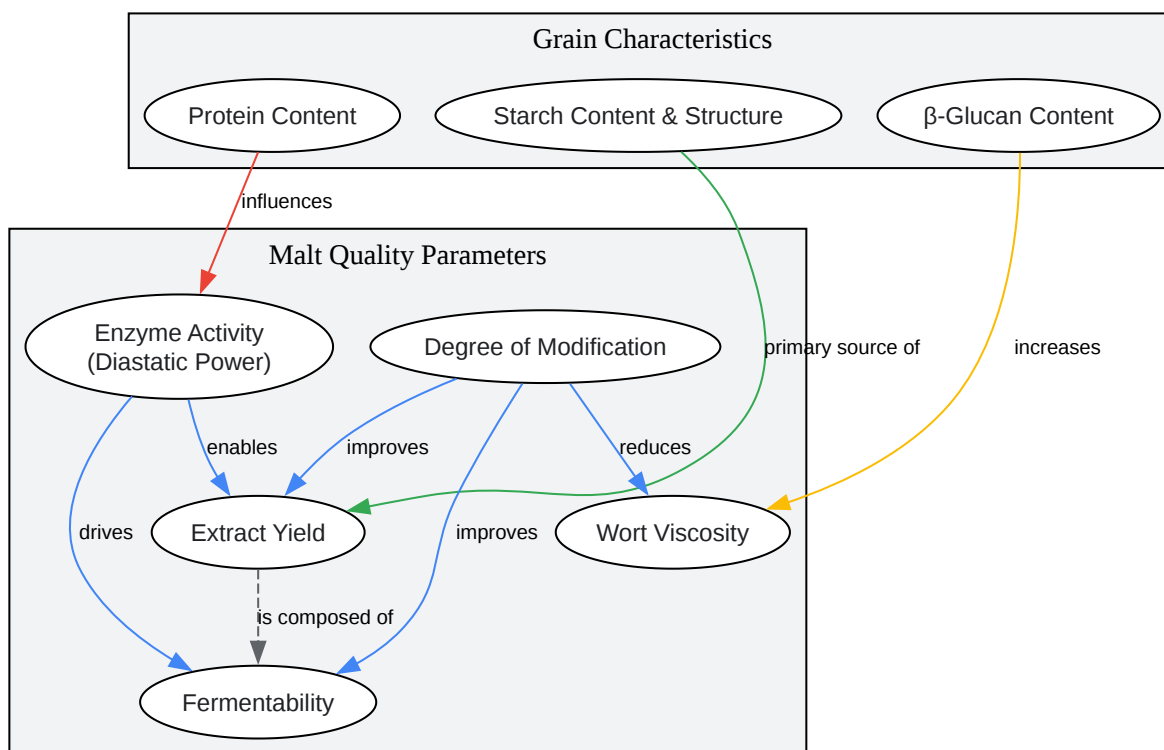 Grain Characteristics
Protein Content
Starch Content & Structure
β-Glucan Content
influences
Malt Quality Parameters
Enzyme Activity
(Diastatic Power)
Degree of Modification
primary source of
increases
enables
improves
reduces
drives
Extract Yield
improves
Wort Viscosity
is composed of
Fermentability